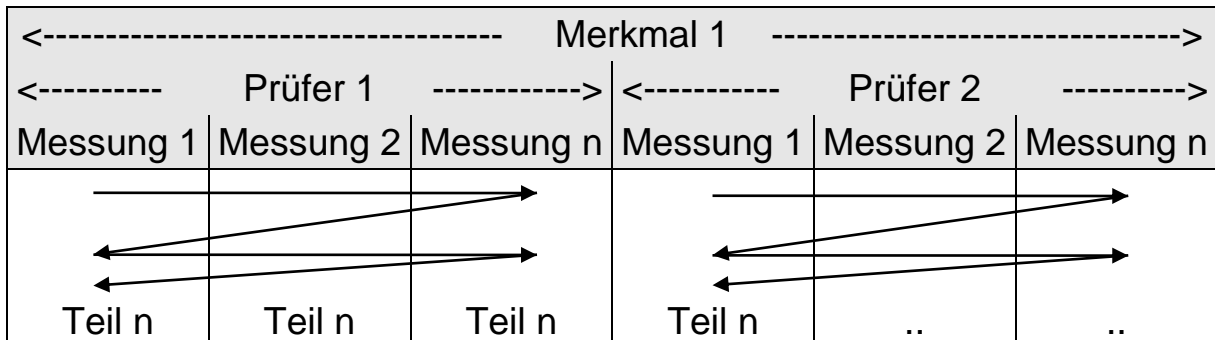 <----------------------------------- Merkmal 1 --------------------------------->
<---------- Prüfer 1 ------------> <----------- Prüfer 2 ---------->
Messung 1 Messung 2 Messung n Messung 1 Messung 2 Messung n
Teil n Teil n Teil n Teil n .. ..